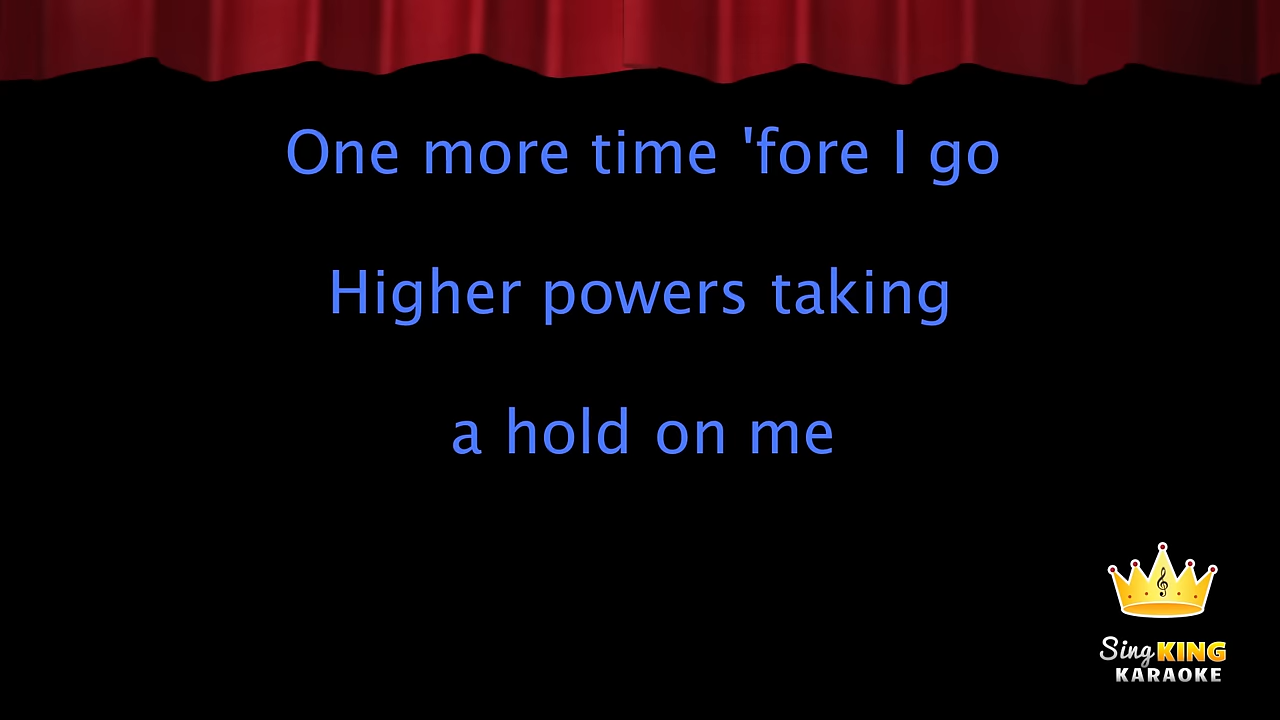 One more time 'fore I go
Higher powers taking
a hold on me
Sing KING
KARAOKE